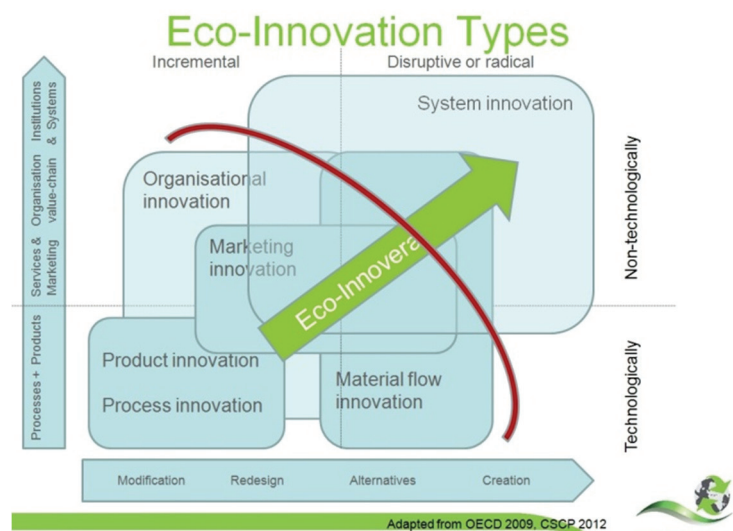 Eco-Innovation Types
Incremental
Disruptive or radical
System innovation
Institutions
& Systems
Organisation
value-chain
Services &
Marketing
Processes + Products
Organisational
innovation
Marketing
innovation
Eco-Innovera
Product innovation
Process innovation
Material flow
innovation
Non-technologically
Technologically
Modification
Redesign
Alternatives
Creation
Adapted from OECD 2009, CSCP 2012